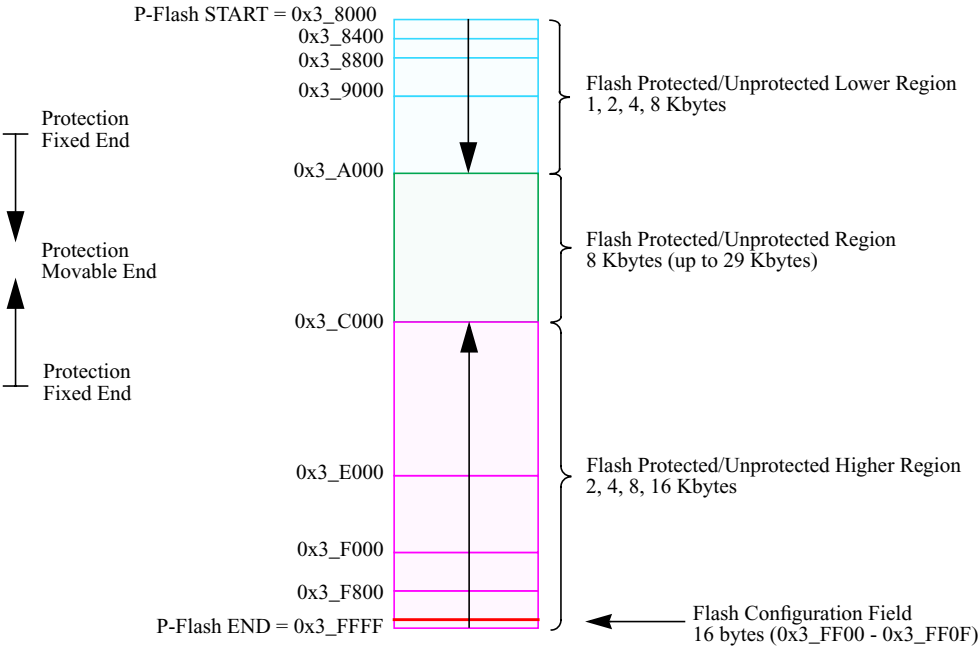 P-Flash START = 0x3_8000
0x3_8400
0x3_8800
0x3_9000
Flash Protected/Unprotected Lower Region
1, 2, 4, 8 Kbytes
Protection
Fixed End
0x3_A000
Protection
Movable End
Flash Protected/Unprotected Region
8 Kbytes (up to 29 Kbytes)
0x3_C000
Protection
Fixed End
0x3_E000
Flash Protected/Unprotected Higher Region
2, 4, 8, 16 Kbytes
0x3_F000
0x3_F800
P-Flash END = 0x3_FFFF
Flash Configuration Field
16 bytes (0x3_FF00 - 0x3_FF0F)